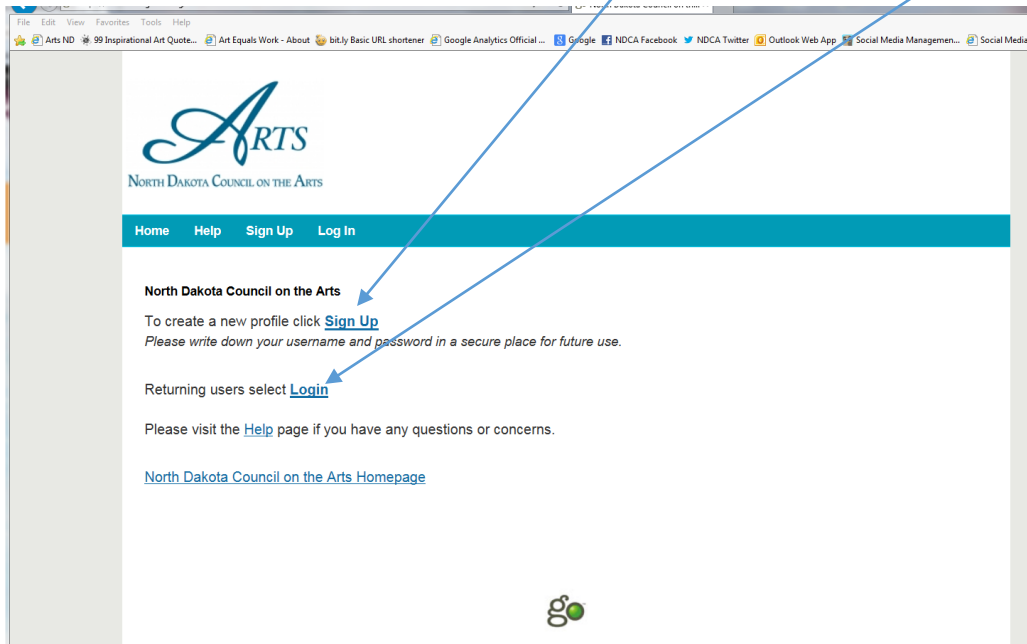 File Edit View Favorites Tools Help
Arts ND 99 Inspirational Art Quote... Art Equals Work - About bit.ly Basic URL shortener Google Analytics Official ... Google NDCA Facebook NDCA Twitter Outlook Web App Social Media Managemen... Social Media
ARTS
NORTH DAKOTA COUNCIL ON THE ARTS
Home Help Sign Up Log In
North Dakota Council on the Arts
To create a new profile click Sign Up
Please write down your username and password in a secure place for future use.
Returning users select Login
Please visit the Help page if you have any questions or concerns.
North Dakota Council on the Arts Homepage
go